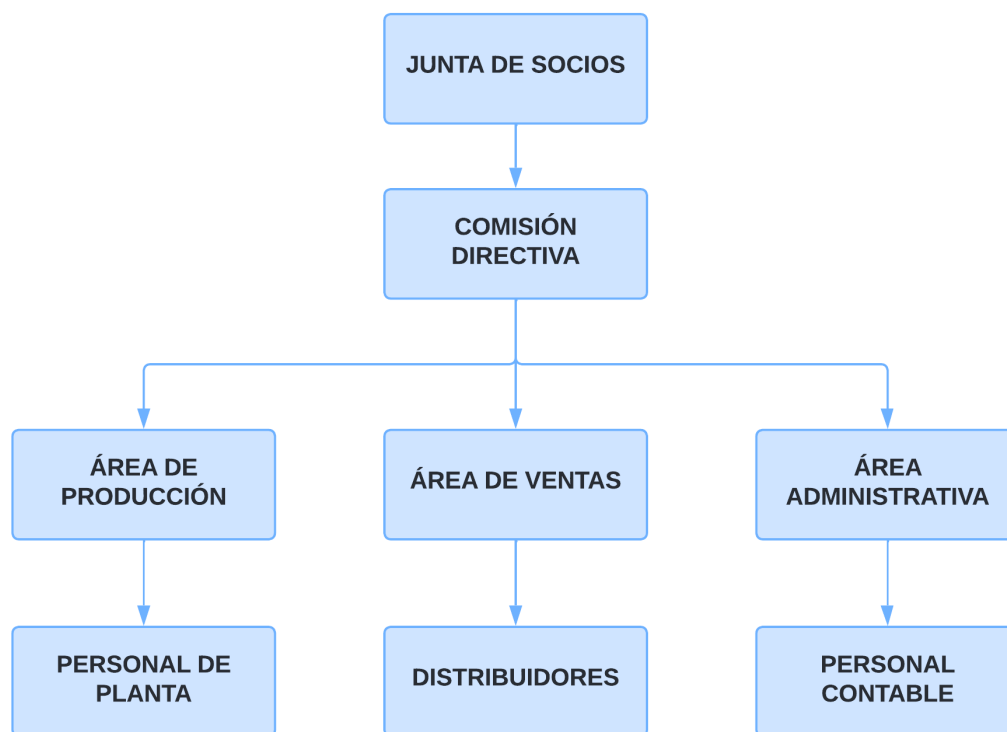 JUNTA DE SOCIOS
COMISIÓN
DIRECTIVA
ÁREA DE
PRODUCCIÓN
ÁREA DE VENTAS
ÁREA
ADMINISTRATIVA
PERSONAL DE
PLANTA
DISTRIBUIDORES
PERSONAL
CONTABLE